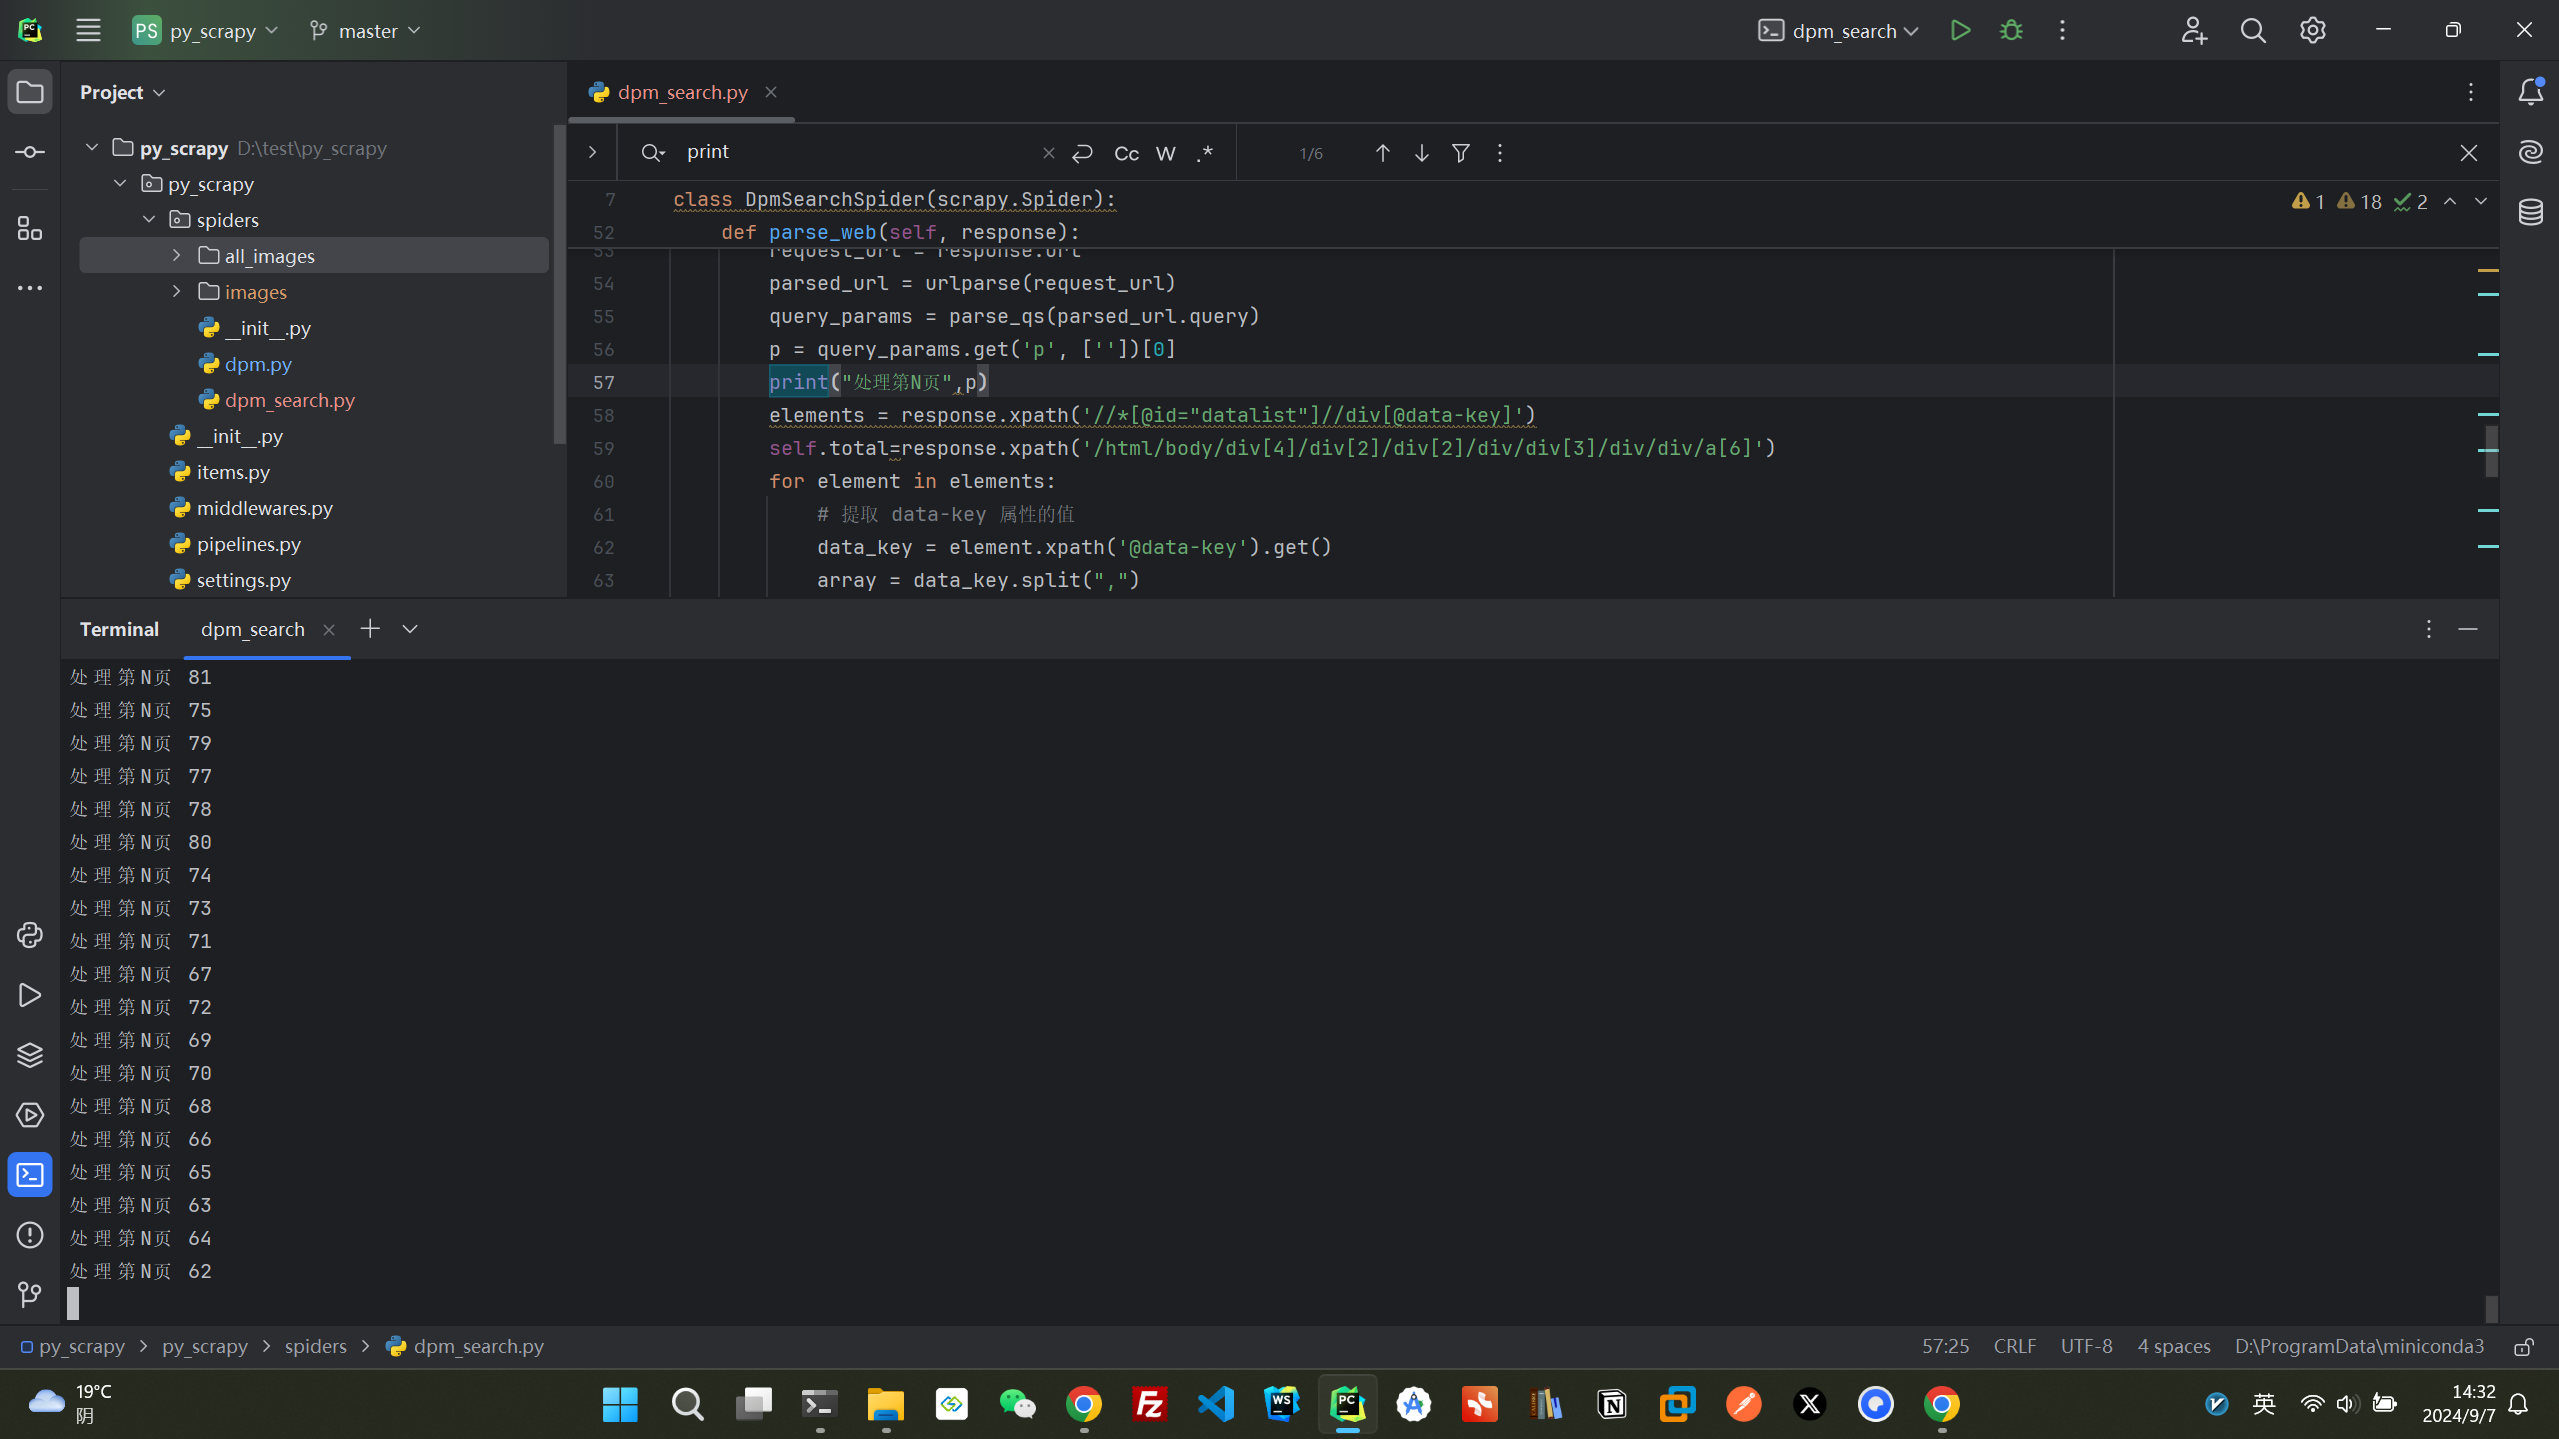 PS py_scrapy master dpm_search
Project
dpm_search.py
py_scrapy D:\test\py_scrapy
py_scrapy
spiders
all_images
images
__init__.py
dpm.py
dpm_search.py
__init__.py
items.py
middlewares.py
pipelines.py
settings.py
print Cc W .* 1/6
1 18 2
7 class DpmSearchSpider(scrapy.Spider):
52 def parse_web(self, response):
53 request_url = response.url
54 parsed_url = urlparse(request_url)
55 query_params = parse_qs(parsed_url.query)
56 p = query_params.get('p', [''])[0]
57 print("处理第N页",p)
58 elements = response.xpath('//*[@id="datalist"]//div[@data-key]')
59 self.total=response.xpath('/html/body/div[4]/div[2]/div[2]/div/div[3]/div/div/a[6]')
60 for element in elements:
61 # 提取 data-key 属性的值
62 data_key = element.xpath('@data-key').get()
63 array = data_key.split(",")
Terminal dpm_search
处理第N页 81
处理第N页 75
处理第N页 79
处理第N页 77
处理第N页 78
处理第N页 80
处理第N页 74
处理第N页 73
处理第N页 71
处理第N页 67
处理第N页 72
处理第N页 69
处理第N页 70
处理第N页 68
处理第N页 66
处理第N页 65
处理第N页 63
处理第N页 64
处理第N页 62
py_scrapy > py_scrapy > spiders > dpm_search.py
57:25 CRLF UTF-8 4 spaces D:\ProgramData\miniconda3
19°C
阴
英
14:32
2024/9/7